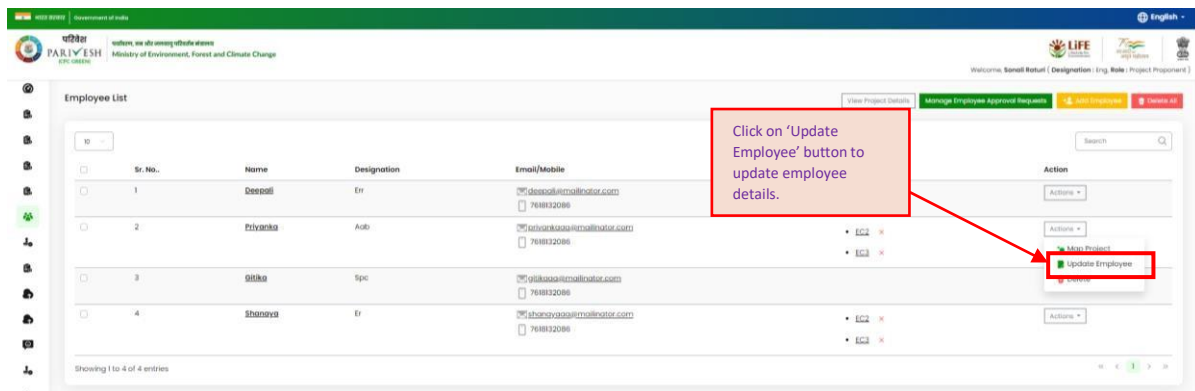 भारत सरकार Government of India
English
परिवेश
PARIVESH
(CPC GREEN)
पर्यावरण, वन और जलवायु परिवर्तन मंत्रालय
Ministry of Environment, Forest and Climate Change
LiFE
Welcome, Sonali Raturi ( Designation : Eng, Role : Project Proponent )
Employee List
View Project Details
Manage Employee Approval Requests
Add Employee
Delete All
10
Search
Click on ‘Update
Employee’ button to
update employee
details.
Sr. No.. Name Designation Email/Mobile Action
1 Deepali Err deepali@mailinator.com Actions
7618132086
2 Priyanka Aab priyankaaa@mailinator.com Actions
7618132086
• EC2 ×
• EC3 ×
Map Project
Update Employee
Delete
3 Gitika Spc gitikaaa@mailinator.com
7618132086
4 Shanaya Er shanayaaa@mailinator.com Actions
7618132086
• EC2 ×
• EC3 ×
Showing 1 to 4 of 4 entries
« ‹ 1 › »